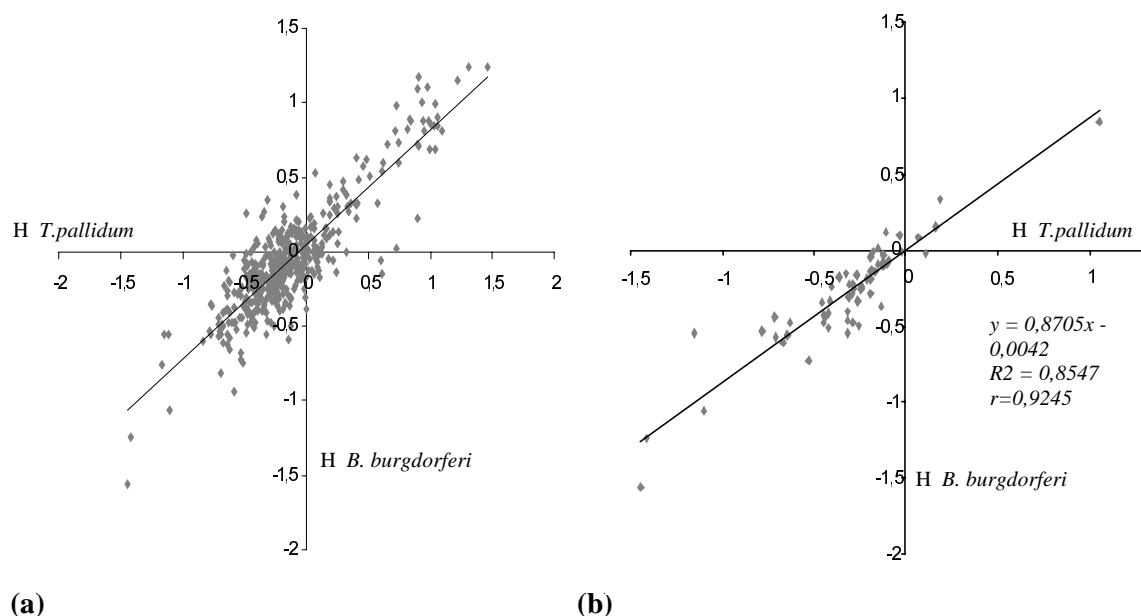 1,5
1
0,5
H T.pallidum
0
-2 -1,5 -1 -0,5 0 0,5 1 1,5 2
-0,5
-1
H B. burgdorferi
-1,5
-2
(a)
1,5
1
0,5
H T.pallidum
0
-1,5 -1 -0,5 0 0,5 1
-0,5
y = 0,8705x -
0,0042
R2 = 0,8547
r=0,9245
-1
-1,5
H B. burgdorferi
-2
(b)